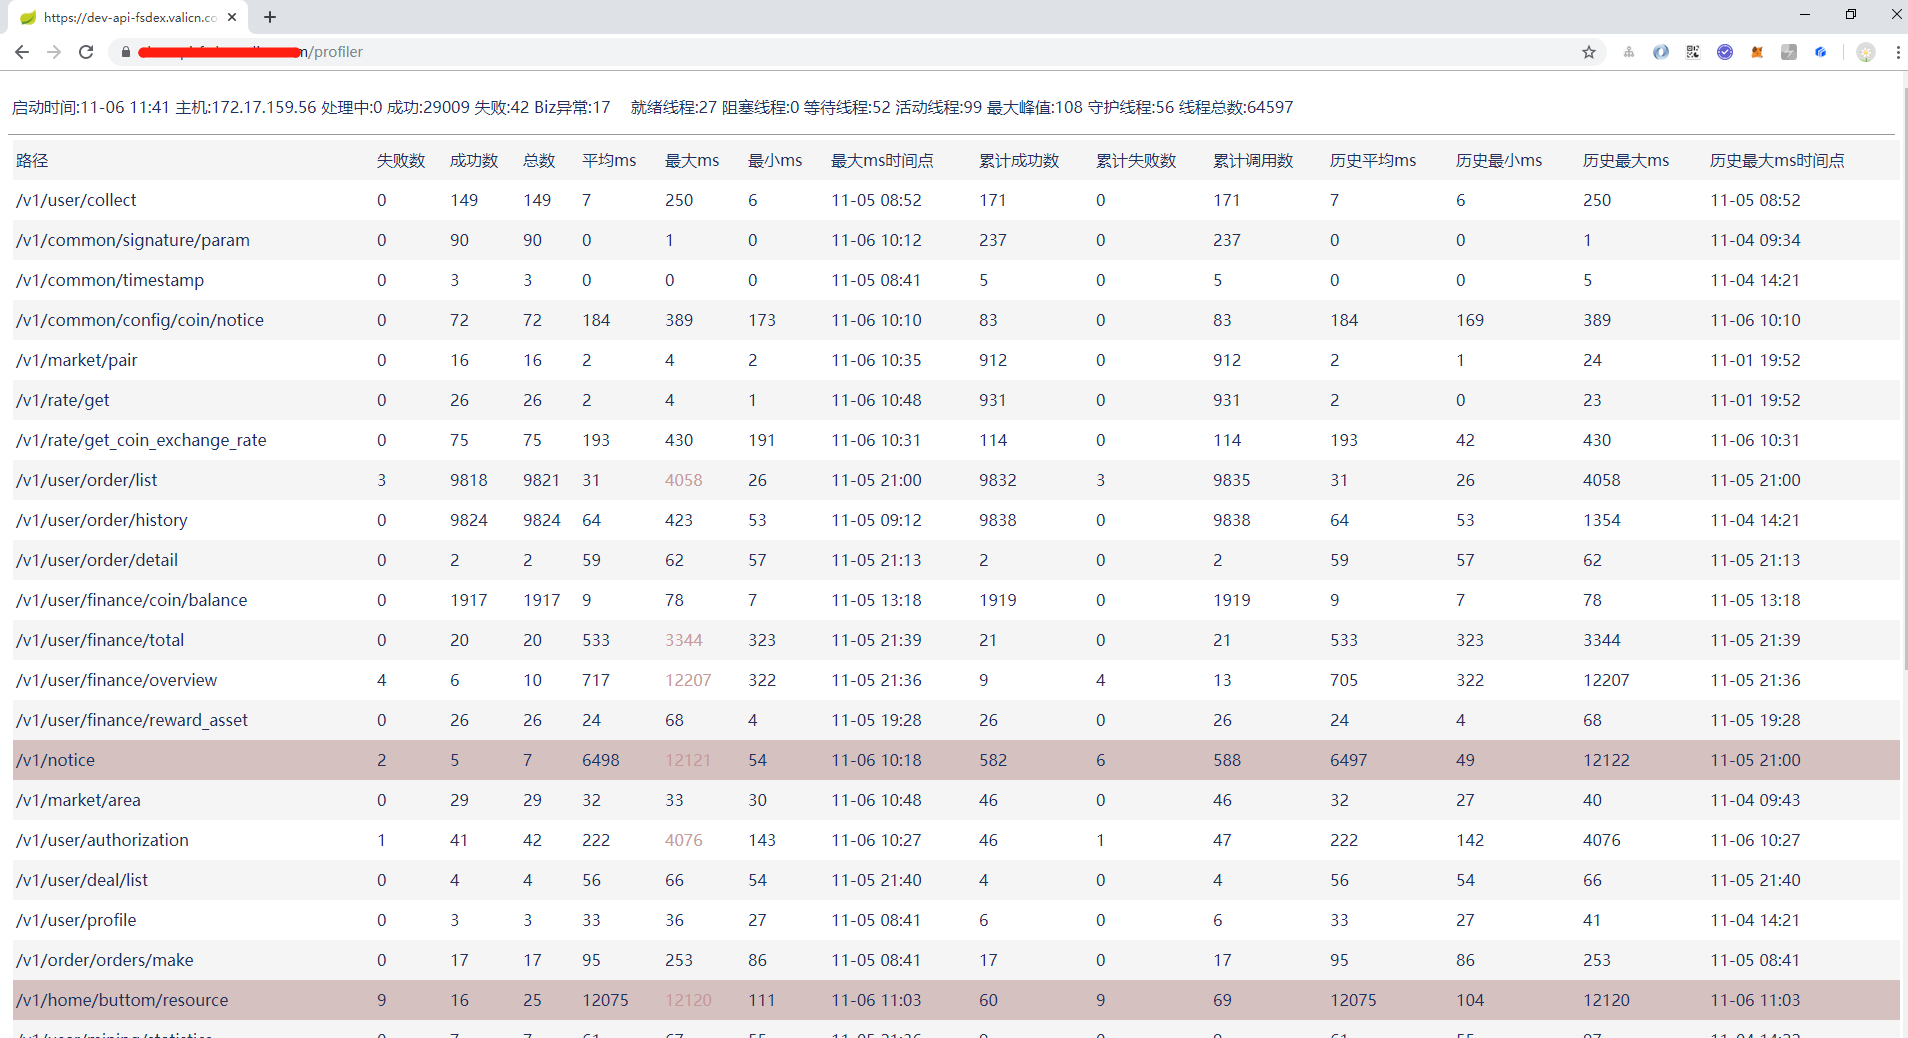 https://dev-api-fsdex.valicn.co
/profiler
启动时间:11-06 11:41 主机:172.17.159.56 处理中:0 成功:29009 失败:42 Biz异常:17 就绪线程:27 阻塞线程:0 等待线程:52 活动线程:99 最大峰值:108 守护线程:56 线程总数:64597
路径 失败数 成功数 总数 平均ms 最大ms 最小ms 最大ms时间点 累计成功数 累计失败数 累计调用数 历史平均ms 历史最小ms 历史最大ms 历史最大ms时间点
/v1/user/collect 0 149 149 7 250 6 11-05 08:52 171 0 171 7 6 250 11-05 08:52
/v1/common/signature/param 0 90 90 0 1 0 11-06 10:12 237 0 237 0 0 1 11-04 09:34
/v1/common/timestamp 0 3 3 0 0 0 11-05 08:41 5 0 5 0 0 5 11-04 14:21
/v1/common/config/coin/notice 0 72 72 184 389 173 11-06 10:10 83 0 83 184 169 389 11-06 10:10
/v1/market/pair 0 16 16 2 4 2 11-06 10:35 912 0 912 2 1 24 11-01 19:52
/v1/rate/get 0 26 26 2 4 1 11-06 10:48 931 0 931 2 0 23 11-01 19:52
/v1/rate/get_coin_exchange_rate 0 75 75 193 430 191 11-06 10:31 114 0 114 193 42 430 11-06 10:31
/v1/user/order/list 3 9818 9821 31 4058 26 11-05 21:00 9832 3 9835 31 26 4058 11-05 21:00
/v1/user/order/history 0 9824 9824 64 423 53 11-05 09:12 9838 0 9838 64 53 1354 11-04 14:21
/v1/user/order/detail 0 2 2 59 62 57 11-05 21:13 2 0 2 59 57 62 11-05 21:13
/v1/user/finance/coin/balance 0 1917 1917 9 78 7 11-05 13:18 1919 0 1919 9 7 78 11-05 13:18
/v1/user/finance/total 0 20 20 533 3344 323 11-05 21:39 21 0 21 533 323 3344 11-05 21:39
/v1/user/finance/overview 4 6 10 717 12207 322 11-05 21:36 9 4 13 705 322 12207 11-05 21:36
/v1/user/finance/reward_asset 0 26 26 24 68 4 11-05 19:28 26 0 26 24 4 68 11-05 19:28
/v1/notice 2 5 7 6498 12121 54 11-06 10:18 582 6 588 6497 49 12122 11-05 21:00
/v1/market/area 0 29 29 32 33 30 11-06 10:48 46 0 46 32 27 40 11-04 09:43
/v1/user/authorization 1 41 42 222 4076 143 11-06 10:27 46 1 47 222 142 4076 11-06 10:27
/v1/user/deal/list 0 4 4 56 66 54 11-05 21:40 4 0 4 56 54 66 11-05 21:40
/v1/user/profile 0 3 3 33 36 27 11-05 08:41 6 0 6 33 27 41 11-04 14:21
/v1/order/orders/make 0 17 17 95 253 86 11-05 08:41 17 0 17 95 86 253 11-05 08:41
/v1/home/buttom/resource 9 16 25 12075 12120 111 11-06 11:03 60 9 69 12075 104 12120 11-06 11:03